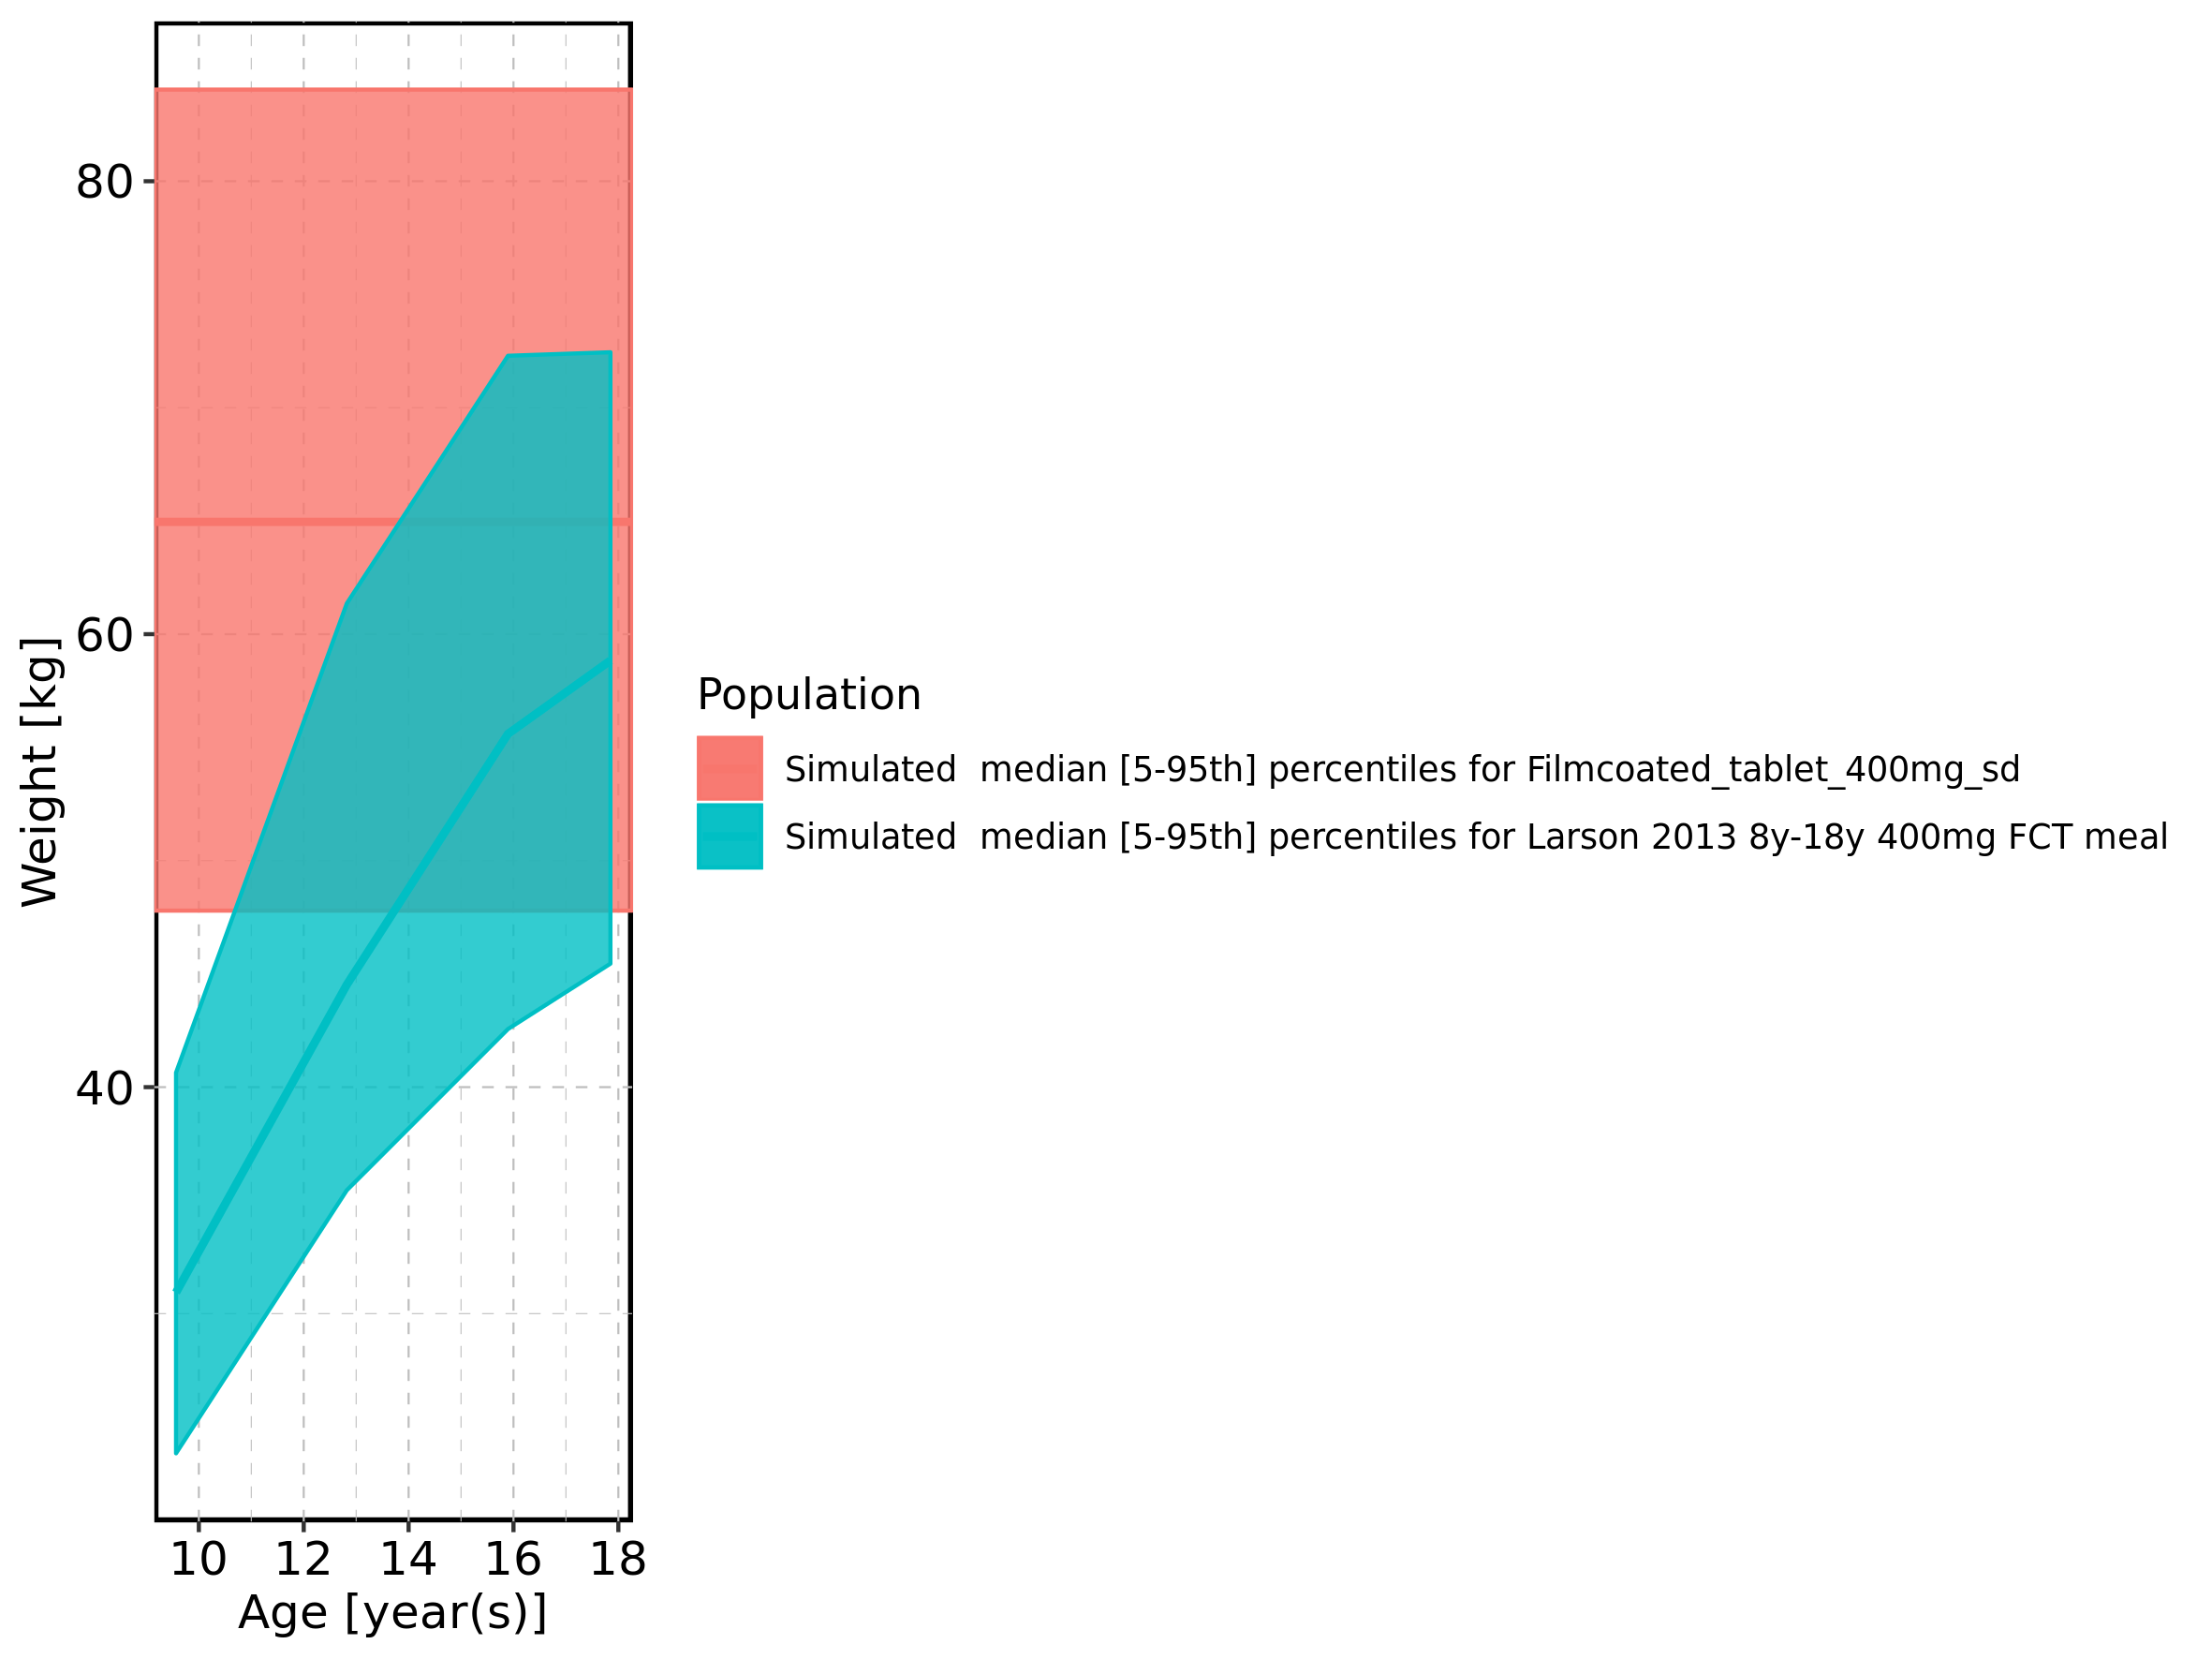 80
60
40
Weight [kg]
10 12 14 16 18
Age [year(s)]
Population
Simulated  median [5-95th] percentiles for Filmcoated_tablet_400mg_sd
Simulated  median [5-95th] percentiles for Larson 2013 8y-18y 400mg FCT meal